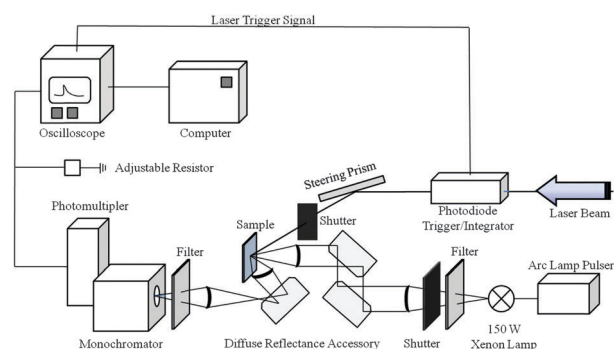 Laser Trigger Signal
Oscilloscope
Computer
Adjustable Resistor
Steering Prism
Photomultipler
Shutter
Photodiode
Trigger/Integrator
Laser Beam
Sample
Filter
Filter
Arc Lamp Pulser
Monochromator
Diffuse Reflectance Accessory
Shutter
150 W
Xenon Lamp